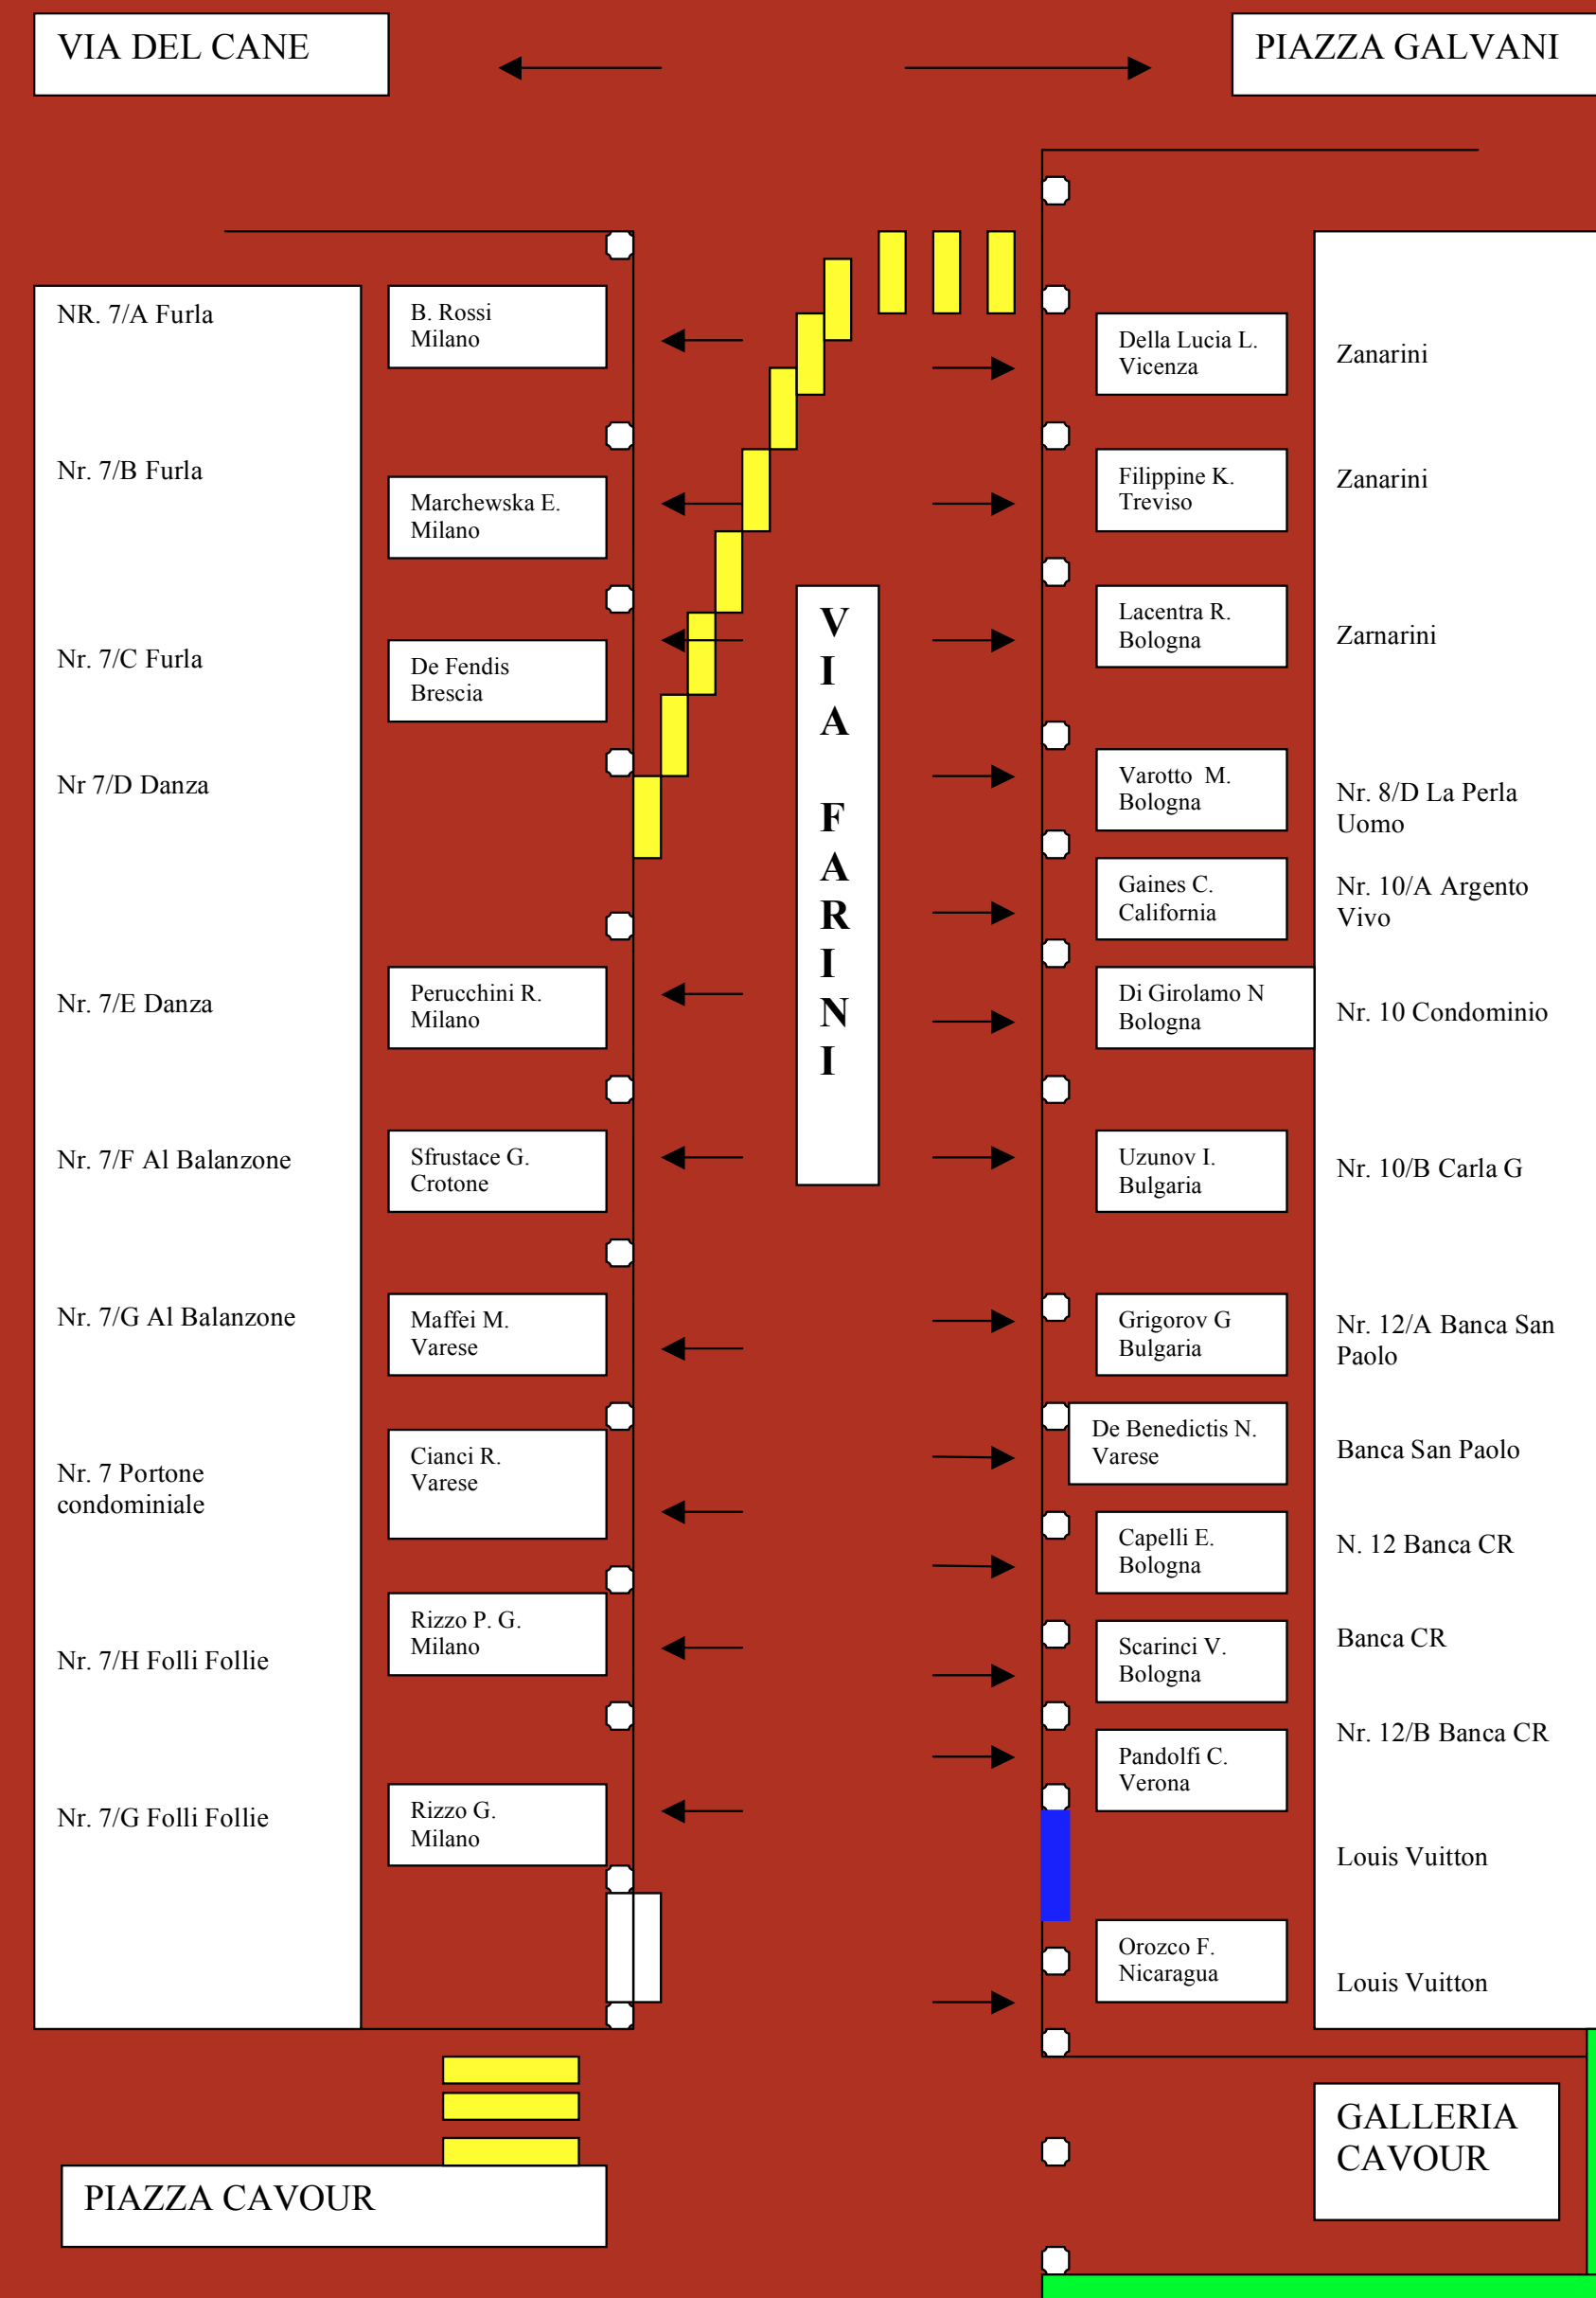 VIA DEL CANE
PIAZZA GALVANI
NR. 7/A Furla
Nr. 7/B Furla
Nr. 7/C Furla
Nr 7/D Danza
Nr. 7/E Danza
Nr. 7/F Al Balanzone
Nr. 7/G Al Balanzone
Nr. 7 Portone
condominiale
Nr. 7/H Folli Follie
Nr. 7/G Folli Follie
B. Rossi
Milano
Marchewska E.
Milano
De Fendis
Brescia
Perucchini R.
Milano
Sfrustace G.
Crotone
Maffei M.
Varese
Cianci R.
Varese
Rizzo P. G.
Milano
Rizzo G.
Milano
V
I
A
F
A
R
I
N
I
Della Lucia L.
Vicenza
Filippine K.
Treviso
Lacentra R.
Bologna
Varotto M.
Bologna
Gaines C.
California
Di Girolamo N
Bologna
Uzunov I.
Bulgaria
Grigorov G
Bulgaria
De Benedictis N.
Varese
Capelli E.
Bologna
Scarinci V.
Bologna
Pandolfi C.
Verona
Orozco F.
Nicaragua
Zanarini
Zanarini
Zarnarini
Nr. 8/D La Perla
Uomo
Nr. 10/A Argento
Vivo
Nr. 10 Condominio
Nr. 10/B Carla G
Nr. 12/A Banca San
Paolo
Banca San Paolo
N. 12 Banca CR
Banca CR
Nr. 12/B Banca CR
Louis Vuitton
Louis Vuitton
PIAZZA CAVOUR
GALLERIA
CAVOUR